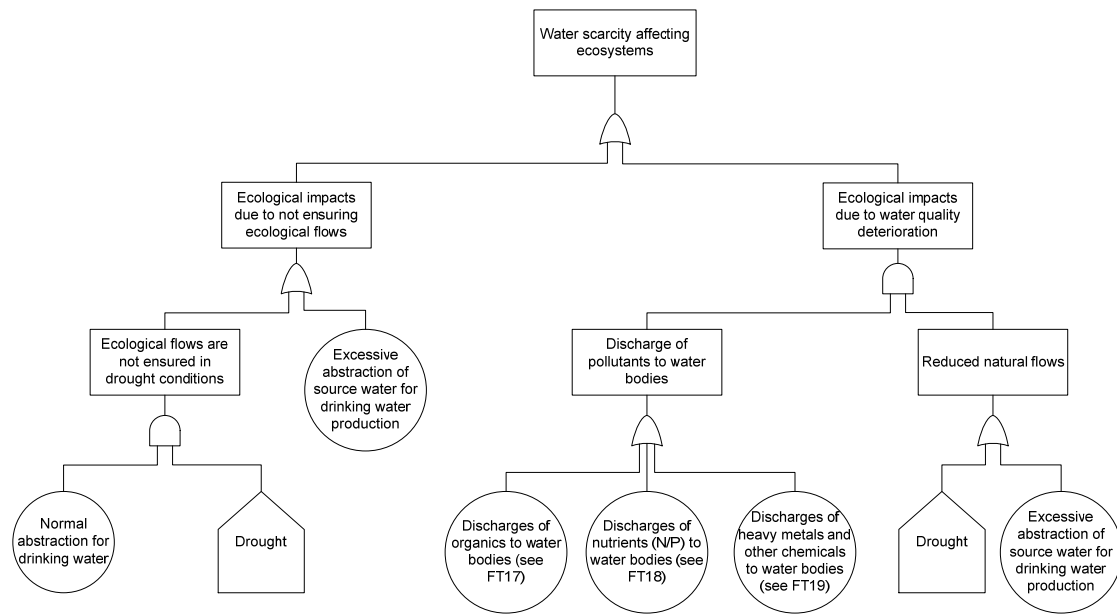 Water scarcity affecting
ecosystems
Ecological impacts
due to not ensuring
ecological flows
Ecological impacts
due to water quality
deterioration
Ecological flows are
not ensured in
drought conditions
Excessive
abstraction of
source water for
drinking water
production
Discharge of
pollutants to water
bodies
Reduced natural flows
Normal
abstraction for
drinking water
Drought
Discharges of
organics to water
bodies (see
FT17)
Discharges of
nutrients (N/P) to
water bodies (see
FT18)
Discharges of
heavy metals and
other chemicals
to water bodies
(see FT19)
Drought
Excessive
abstraction of
source water for
drinking water
production